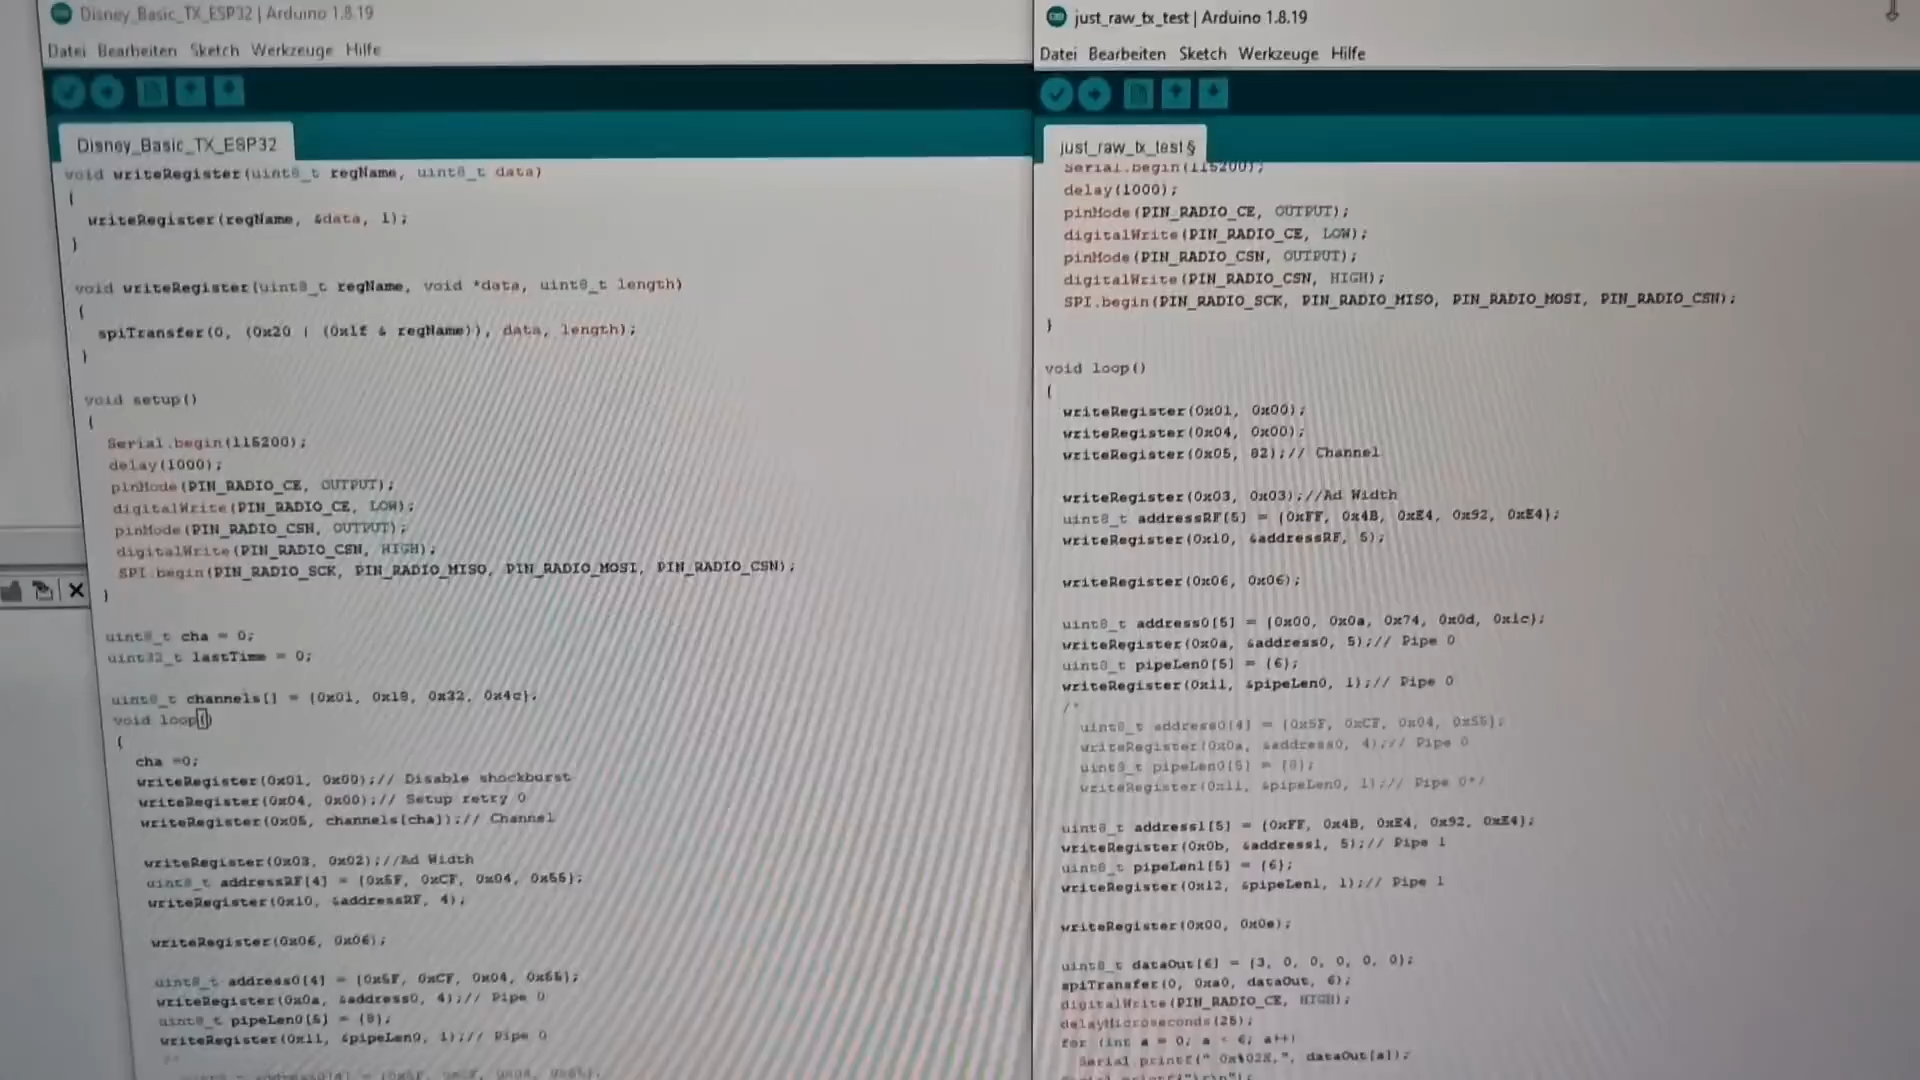 Disney_Basic_TX_ESP32 | Arduino 1.8.19
Datei Bearbeiten Sketch Werkzeuge Hilfe
Disney_Basic_TX_ESP32
void writeRegister(uint8_t regName, uint8_t data)
{
writeRegister(regName, &data, 1);
}
void writeRegister(uint8_t regName, void *data, uint8_t length)
{
spiTransfer(0, (0x20 | (0x1f & regName)), data, length);
}
void setup()
{
Serial.begin(115200);
delay(1000);
pinMode(PIN_RADIO_CE, OUTPUT);
digitalWrite(PIN_RADIO_CE, LOW);
pinMode(PIN_RADIO_CSN, OUTPUT);
digitalWrite(PIN_RADIO_CSN, HIGH);
SPI.begin(PIN_RADIO_SCK, PIN_RADIO_MISO, PIN_RADIO_MOSI, PIN_RADIO_CSN);
}
uint8_t cha = 0;
uint32_t lastTime = 0;
uint8_t channels[] = {0x01, 0x18, 0x32, 0x4c};
void loop()
{
cha =0;
writeRegister(0x01, 0x00);// Disable shockburst
writeRegister(0x04, 0x00);// Setup retry 0
writeRegister(0x05, channels[cha]);// Channel
writeRegister(0x03, 0x02);//Ad Width
uint8_t addressRF[4] = {0x5F, 0xCF, 0x04, 0x55};
writeRegister(0x10, &addressRF, 4);
writeRegister(0x06, 0x06);
uint8_t address0[4] = {0x5F, 0xCF, 0x04, 0x55};
writeRegister(0x0a, &address0, 4);// Pipe 0
uint8_t pipeLen0[5] = {8};
writeRegister(0x11, &pipeLen0, 1);// Pipe 0
just_raw_tx_test | Arduino 1.8.19
Datei Bearbeiten Sketch Werkzeuge Hilfe
just_raw_tx_test §
Serial.begin(115200);
delay(1000);
pinMode(PIN_RADIO_CE, OUTPUT);
digitalWrite(PIN_RADIO_CE, LOW);
pinMode(PIN_RADIO_CSN, OUTPUT);
digitalWrite(PIN_RADIO_CSN, HIGH);
SPI.begin(PIN_RADIO_SCK, PIN_RADIO_MISO, PIN_RADIO_MOSI, PIN_RADIO_CSN);
}
void loop()
{
writeRegister(0x01, 0x00);
writeRegister(0x04, 0x00);
writeRegister(0x05, 82);// Channel
writeRegister(0x03, 0x03);//Ad Width
uint8_t addressRF[5] = {0xFF, 0x4B, 0xE4, 0x92, 0xE4};
writeRegister(0x10, &addressRF, 5);
writeRegister(0x06, 0x06);
uint8_t address0[5] = {0x00, 0x0a, 0x74, 0x0d, 0x1c};
writeRegister(0x0a, &address0, 5);// Pipe 0
uint8_t pipeLen0[5] = {6};
writeRegister(0x11, &pipeLen0, 1);// Pipe 0
/*
uint8_t address0[4] = {0x5F, 0xCF, 0x04, 0x55};
writeRegister(0x0a, &address0, 4);// Pipe 0
uint8_t pipeLen0[5] = {8};
writeRegister(0x11, &pipeLen0, 1);// Pipe 0*/
uint8_t address1[5] = {0xFF, 0x4B, 0xE4, 0x92, 0xE4};
writeRegister(0x0b, &address1, 5);// Pipe 1
uint8_t pipeLen1[5] = {6};
writeRegister(0x12, &pipeLen1, 1);// Pipe 1
writeRegister(0x00, 0x0e);
uint8_t dataOut[6] = {3, 0, 0, 0, 0, 0};
spiTransfer(0, 0xa0, dataOut, 6);
digitalWrite(PIN_RADIO_CE, HIGH);
delayMicroseconds(25);
for (int a = 0; a < 6; a++)
Serial.printf(" 0x%02X,", dataOut[a]);